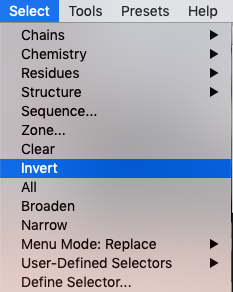 Select Tools Presets Help
Chains ▶
Chemistry ▶
Residues ▶
Structure ▶
Sequence...
Zone...
Clear
Invert
All
Broaden
Narrow
Menu Mode: Replace ▶
User-Defined Selectors ▶
Define Selector...